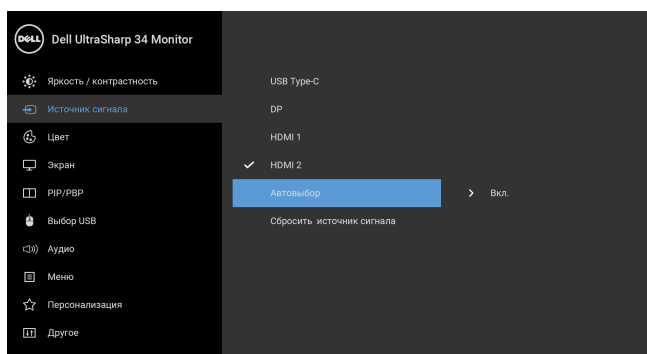 DELL Dell UltraSharp 34 Monitor
Яркость / контрастность
USB Type-C
Источник сигнала
DP
Цвет
HDMI 1
Экран
HDMI 2
PIP/PBP
Автовыбор
Вкл.
Выбор USB
Сбросить источник сигнала
Аудио
Меню
Персонализация
Другое